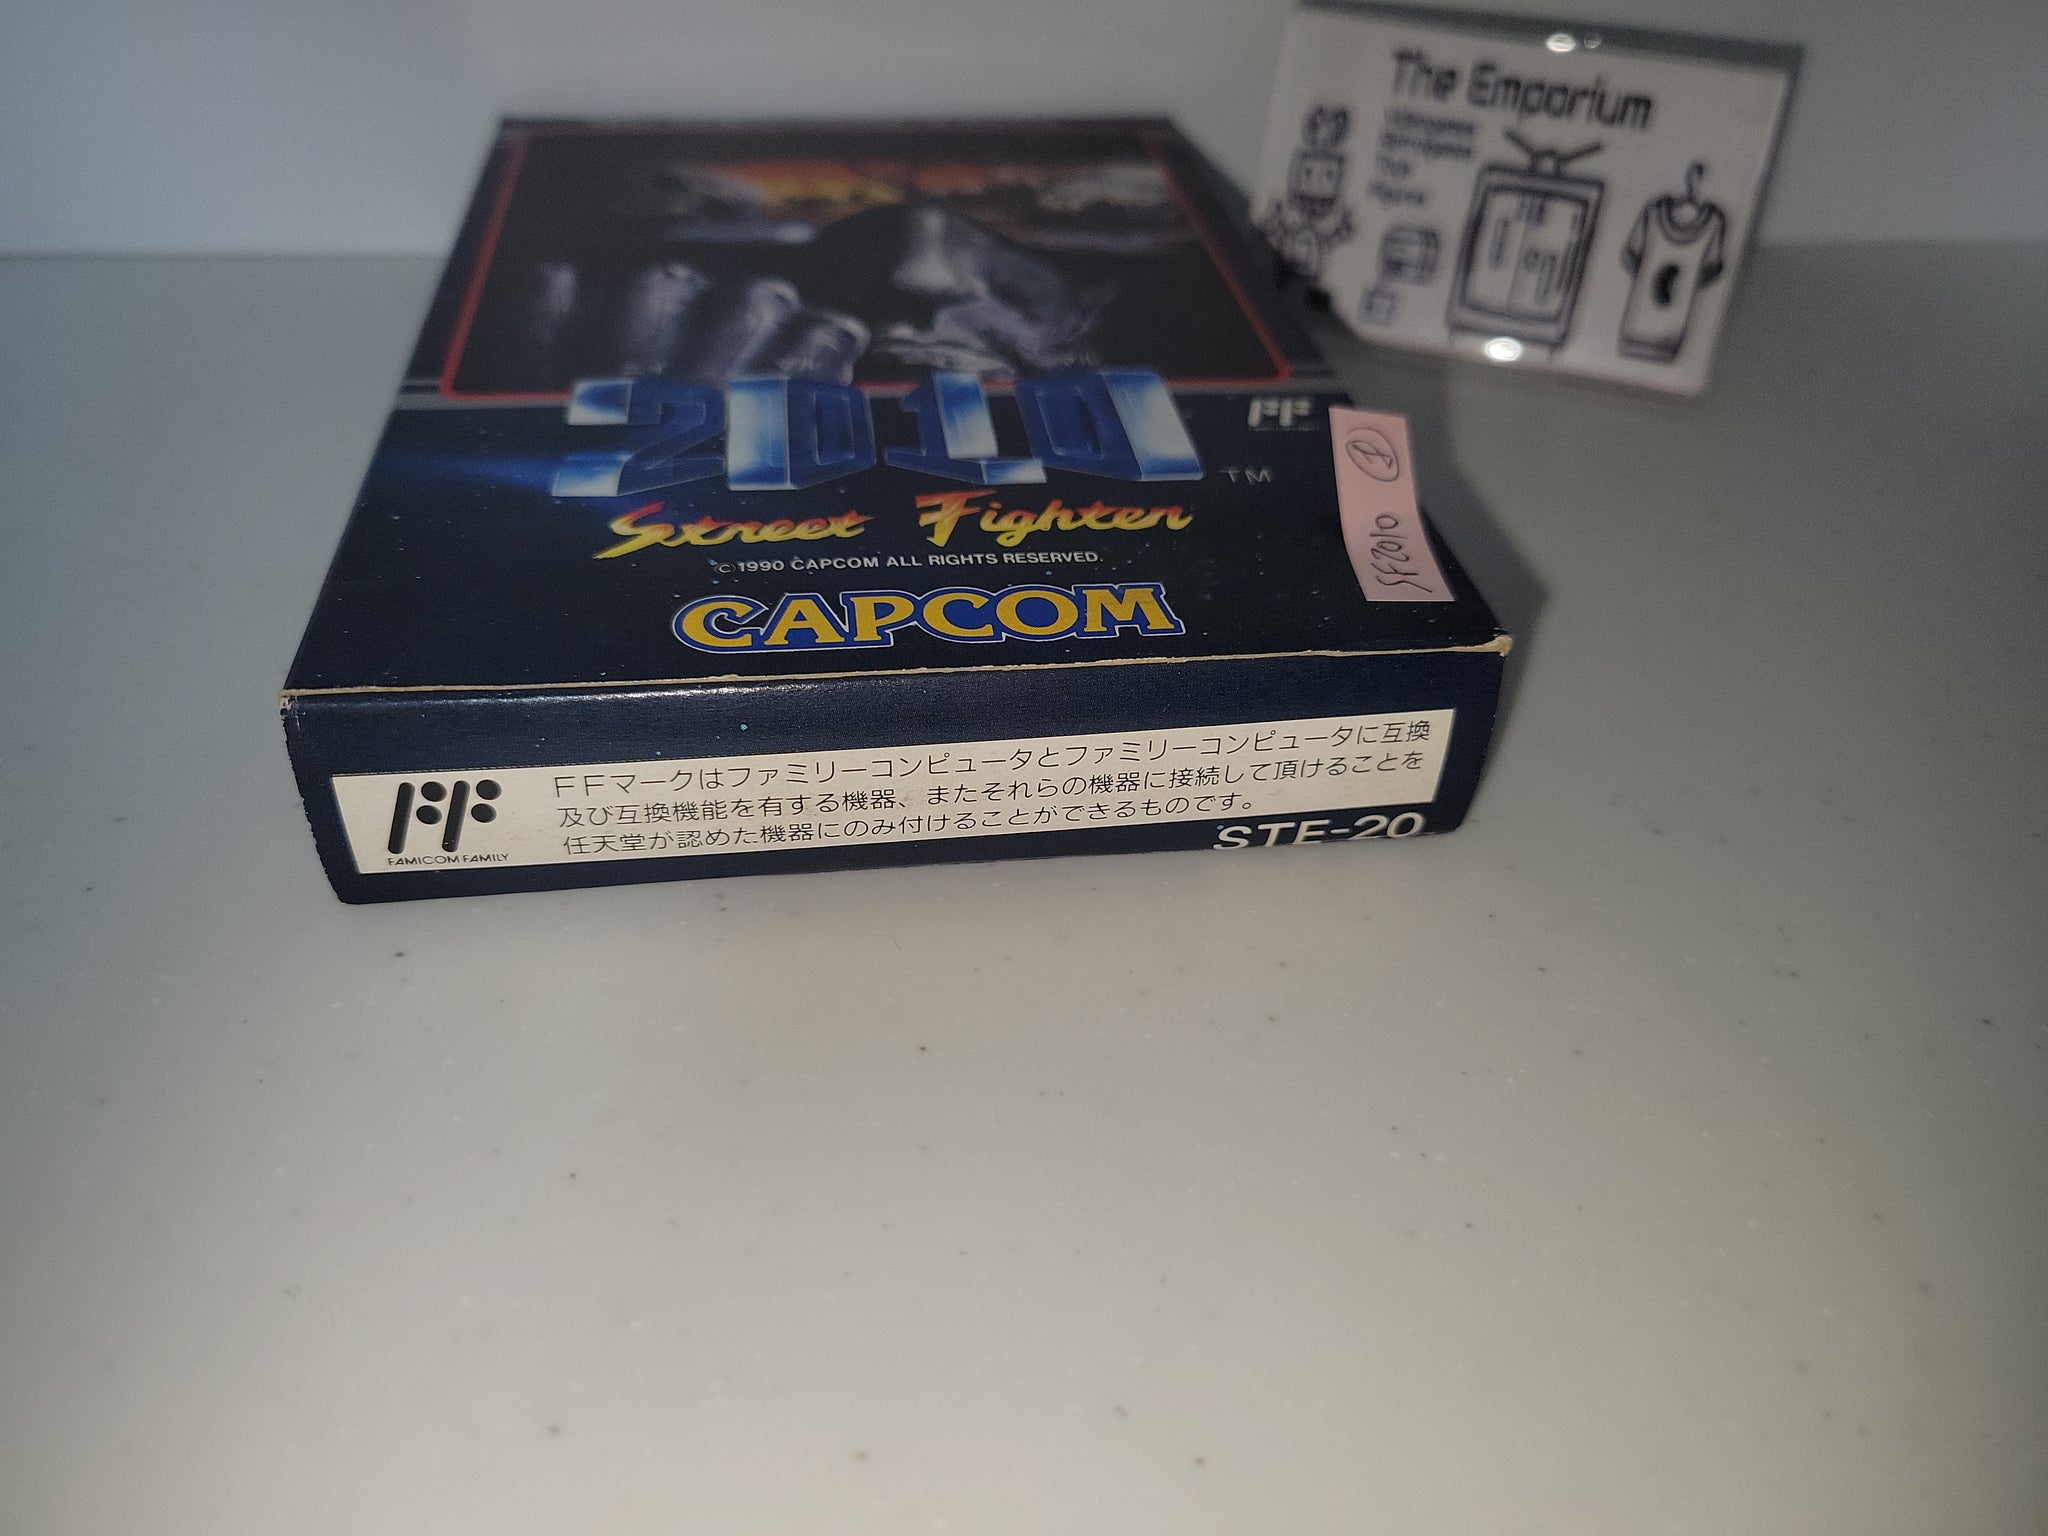 The Emporium
2010
FF
TM
Street Fighter
©1990 CAPCOM ALL RIGHTS RESERVED.
CAPCOM
SF2010
FAMICOM FAMILY
FFマークはファミリーコンピュータとファミリーコンピュータに互換
及び互換機能を有する機器、またそれらの機器に接続して頂けることを
任天堂が認めた機器にのみ付けることができるものです。